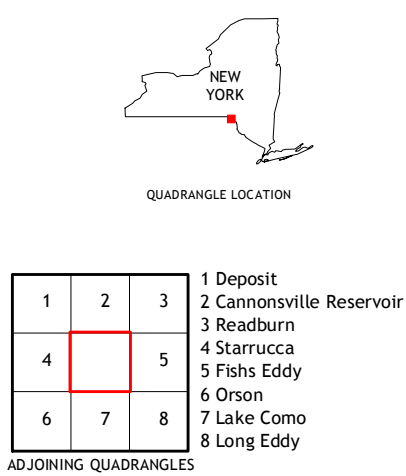 NEW
YORK
QUADRANGLE LOCATION
1 2 3
4 5
6 7 8
1 Deposit
2 Cannonsville Reservoir
3 Readburn
4 Starrucca
5 Fishs Eddy
6 Orson
7 Lake Como
8 Long Eddy
ADJOINING QUADRANGLES